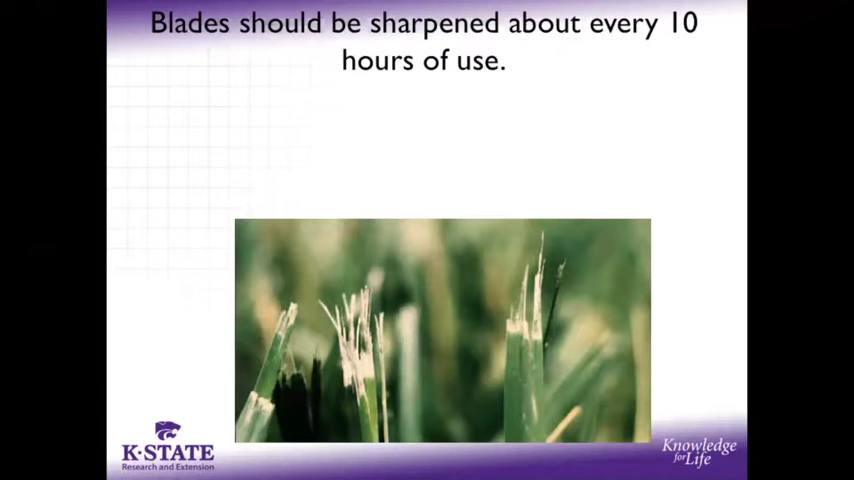 Blades should be sharpened about every 10
hours of use.
K-STATE
Research and Extension
Knowledge
for Life